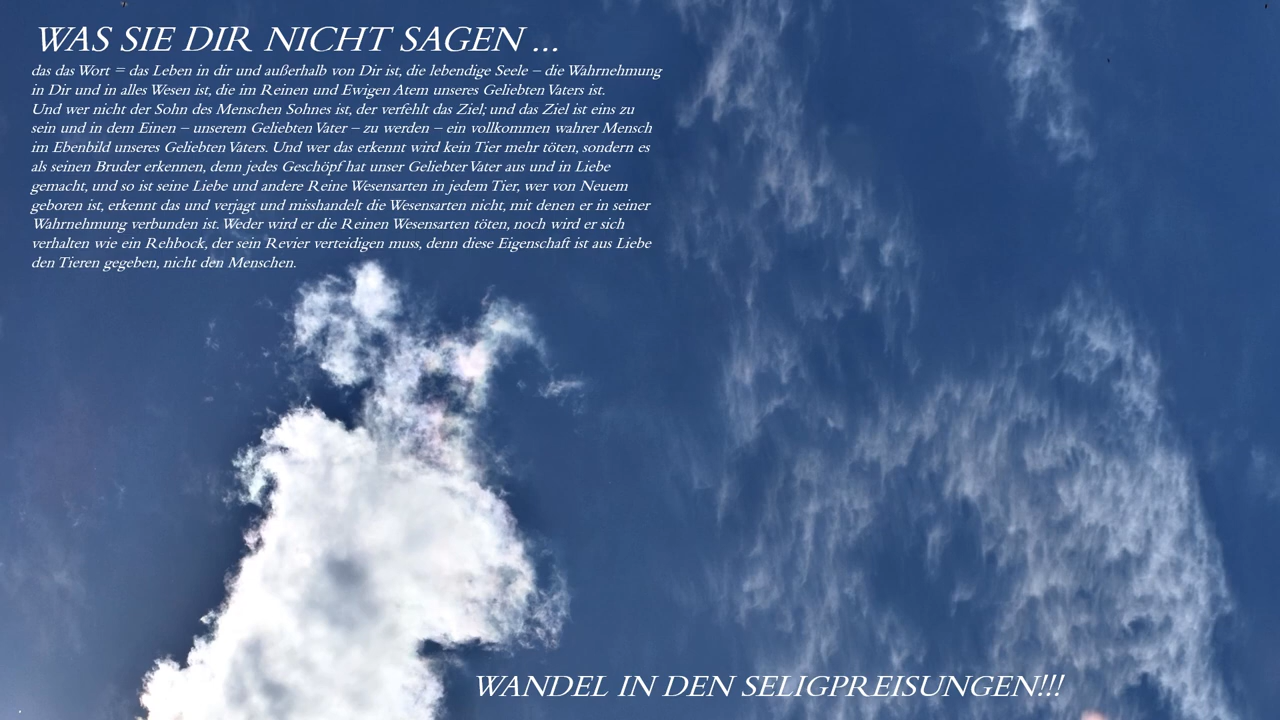 WAS SIE DIR NICHT SAGEN ...
das das Wort = das Leben in dir und außerhalb von Dir ist, die lebendige Seele – die Wahrnehmung
in Dir und in alles Wesen ist, die im Reinen und Ewigen Atem unseres Geliebten Vaters ist.
Und wer nicht der Sohn des Menschen Sohnes ist, der verfehlt das Ziel; und das Ziel ist eins zu
sein und in dem Einen – unserem Geliebten Vater – zu werden – ein vollkommen wahrer Mensch
im Ebenbild unseres Geliebten Vaters. Und wer das erkennt wird kein Tier mehr töten, sondern es
als seinen Bruder erkennen, denn jedes Geschöpf hat unser Geliebter Vater aus und in Liebe
gemacht, und so ist seine Liebe und andere Reine Wesensarten in jedem Tier, wer von Neuem
geboren ist, erkennt das und verjagt und misshandelt die Wesensarten nicht, mit denen er in seiner
Wahrnehmung verbunden ist. Weder wird er die Reinen Wesensarten töten, noch wird er sich
verhalten wie ein Rehbock, der sein Revier verteidigen muss, denn diese Eigenschaft ist aus Liebe
den Tieren gegeben, nicht den Menschen.
WANDEL IN DEN SELIGPREISUNGEN!!!